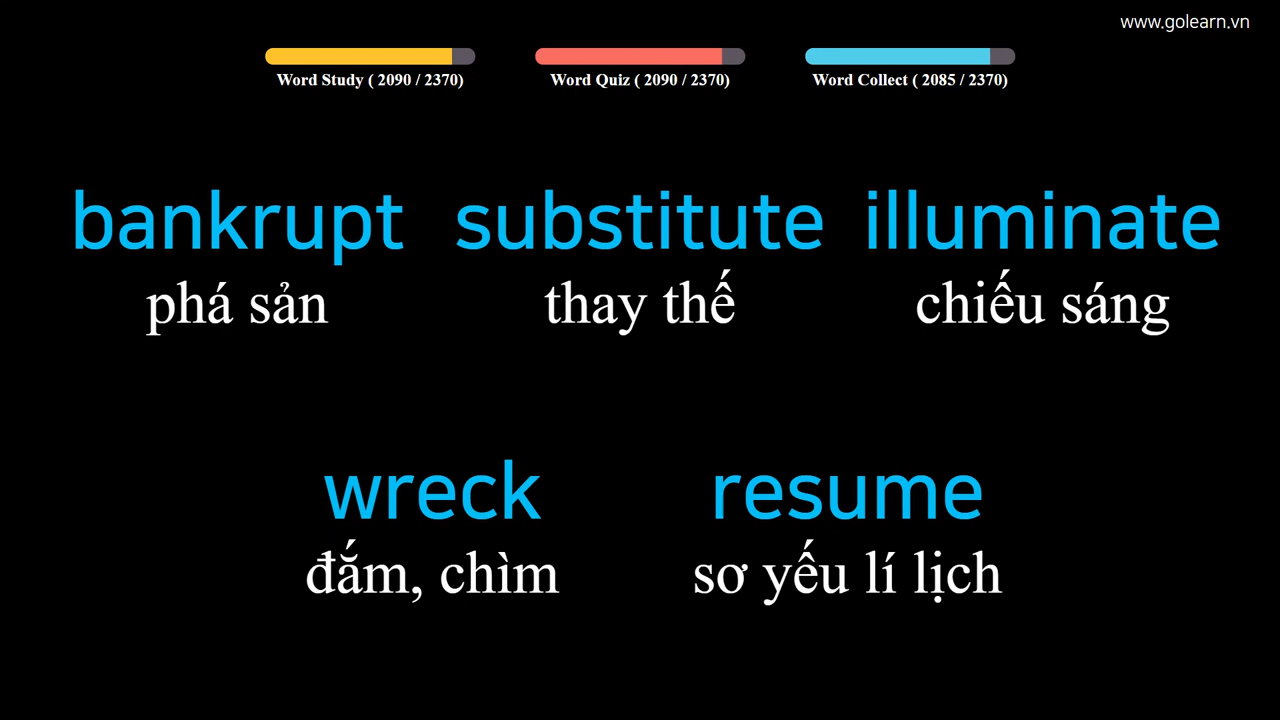 www.golearn.vn
Word Study ( 2090 / 2370) Word Quiz ( 2090 / 2370) Word Collect ( 2085 / 2370)
bankrupt substitute illuminate
phá sản thay thế chiếu sáng
wreck resume
đắm, chìm sơ yếu lí lịch